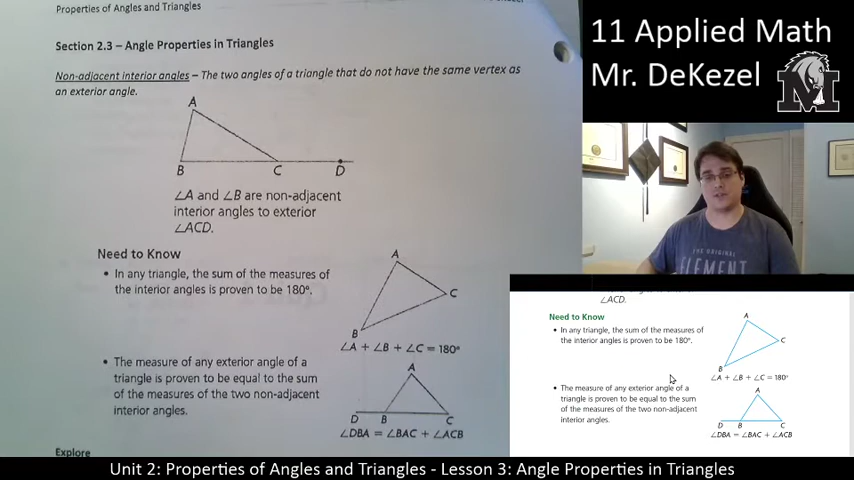 Properties of Angles and Triangles
Section 2.3 – Angle Properties in Triangles
Non-adjacent interior angles – The two angles of a triangle that do not have the same vertex as
an exterior angle.
A
B C D
∠A and ∠B are non-adjacent
interior angles to exterior
∠ACD.
Need to Know
• In any triangle, the sum of the measures of
the interior angles is proven to be 180°.
A
C
B
∠A + ∠B + ∠C = 180°
• The measure of any exterior angle of a
triangle is proven to be equal to the sum
of the measures of the two non-adjacent
interior angles.
A
D B C
∠DBA = ∠BAC + ∠ACB
Explore
11 Applied Math
Mr. DeKezel
M
THE ORIGINAL
ELEMENT
∠ACD.
Need to Know
• In any triangle, the sum of the measures of
the interior angles is proven to be 180°.
A
C
B
∠A + ∠B + ∠C = 180°
• The measure of any exterior angle of a
triangle is proven to be equal to the sum
of the measures of the two non-adjacent
interior angles.
A
D B C
∠DBA = ∠BAC + ∠ACB
Unit 2: Properties of Angles and Triangles - Lesson 3: Angle Properties in Triangles